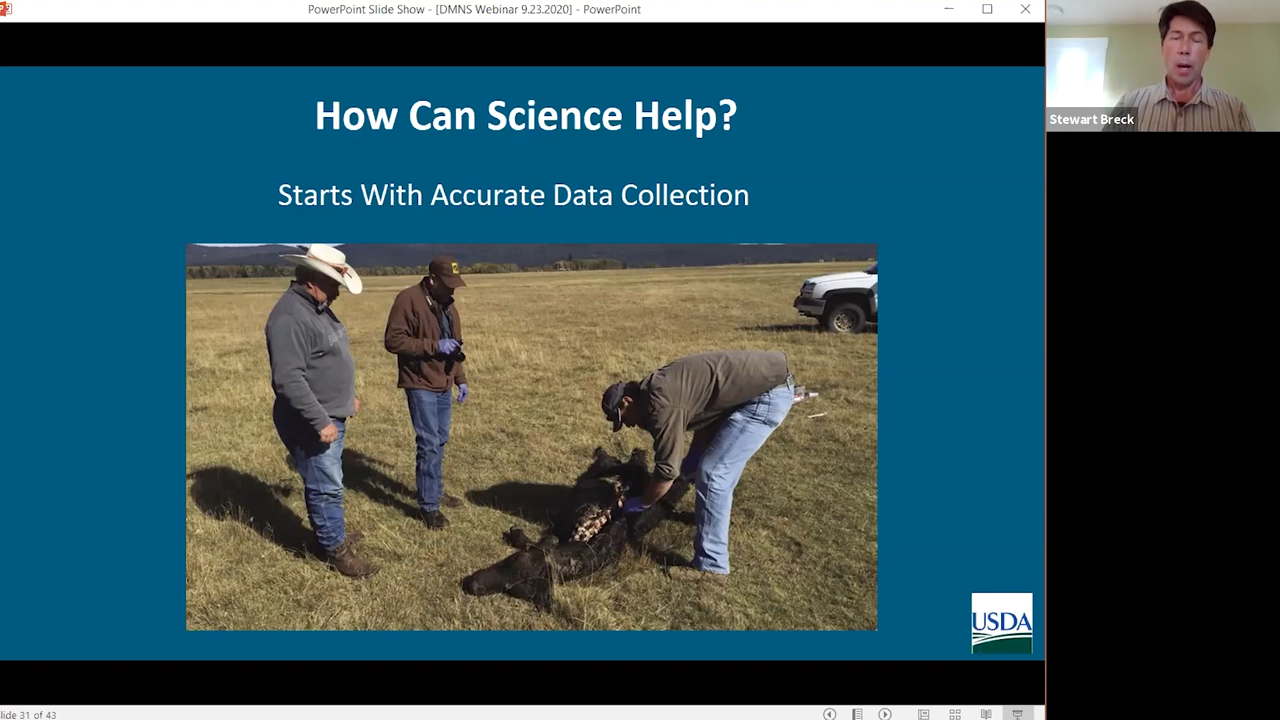 PowerPoint Slide Show - [DMNS Webinar 9.23.2020] - PowerPoint
How Can Science Help?
Starts With Accurate Data Collection
USDA
Stewart Breck
lide 31 of 43